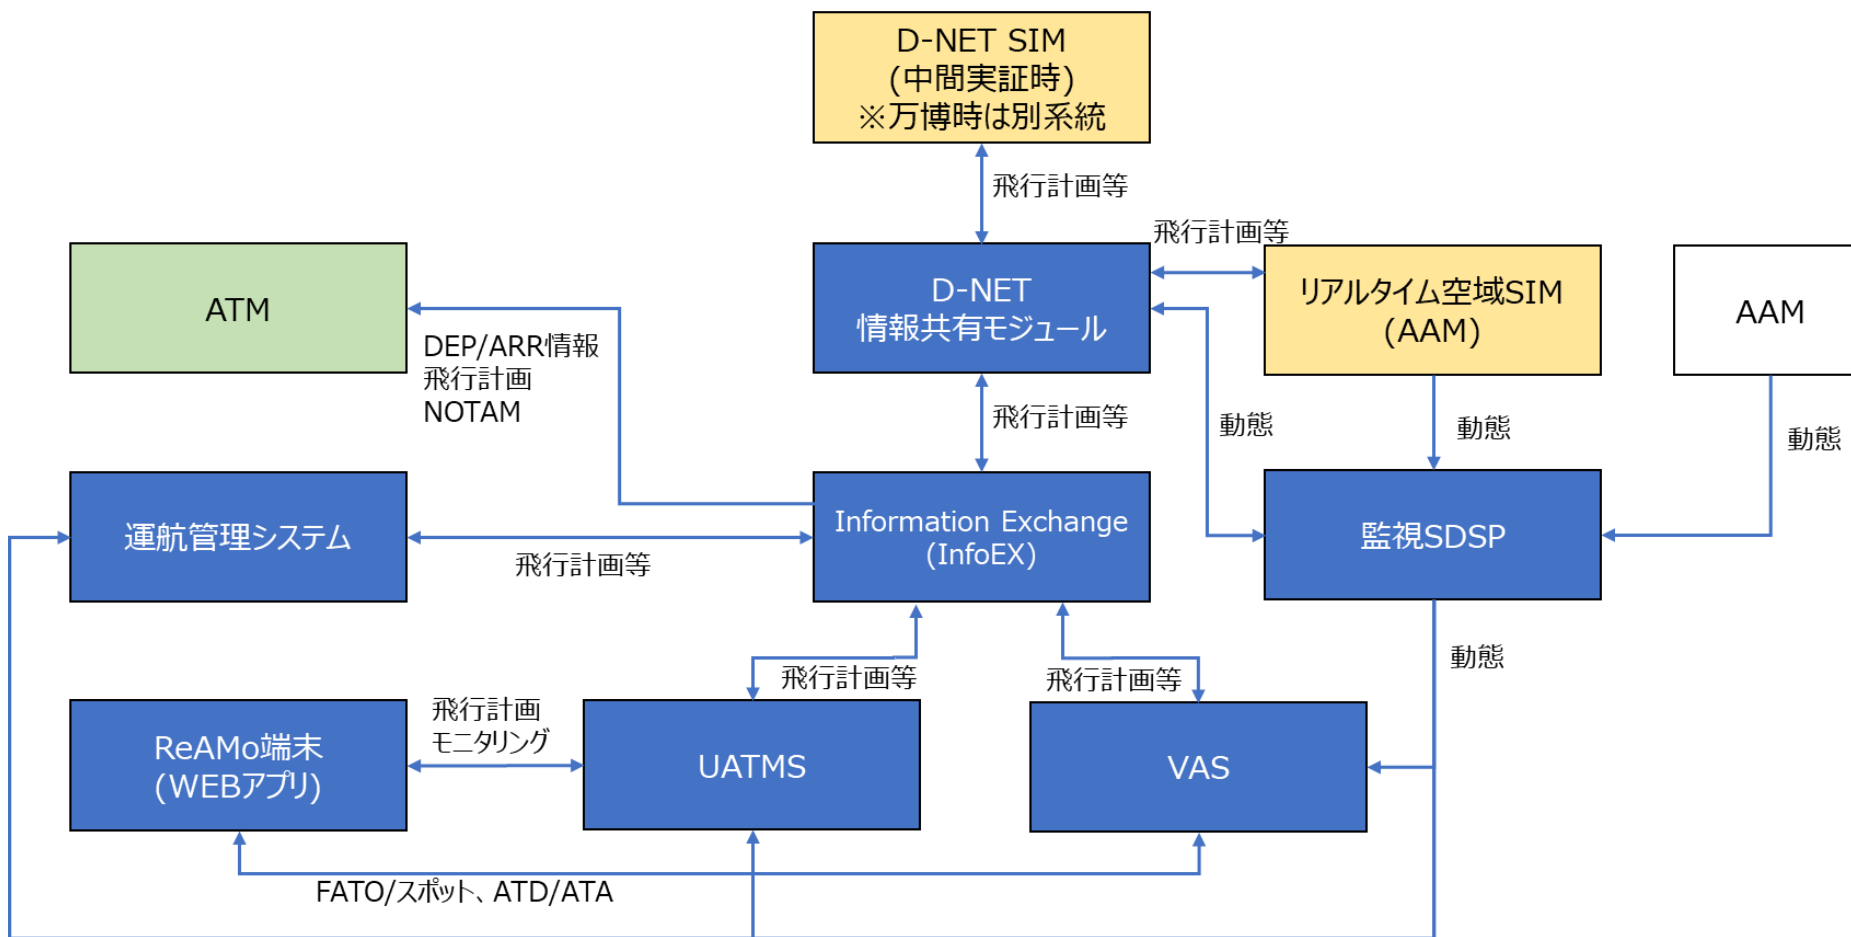 D-NET SIM
(中間実証時)
※万博時は別系統
飛行計画等
飛行計画等
ATM
D-NET
情報共有モジュール
リアルタイム空域SIM
(AAM)
AAM
DEP/ARR情報
飛行計画
NOTAM
飛行計画等
動態
動態
動態
運航管理システム
飛行計画等
Information Exchange
(InfoEX)
監視SDSP
飛行計画等
飛行計画等
動態
ReAMo端末
(WEBアプリ)
飛行計画
モニタリング
UATMS
VAS
FATO/スポット、ATD/ATA